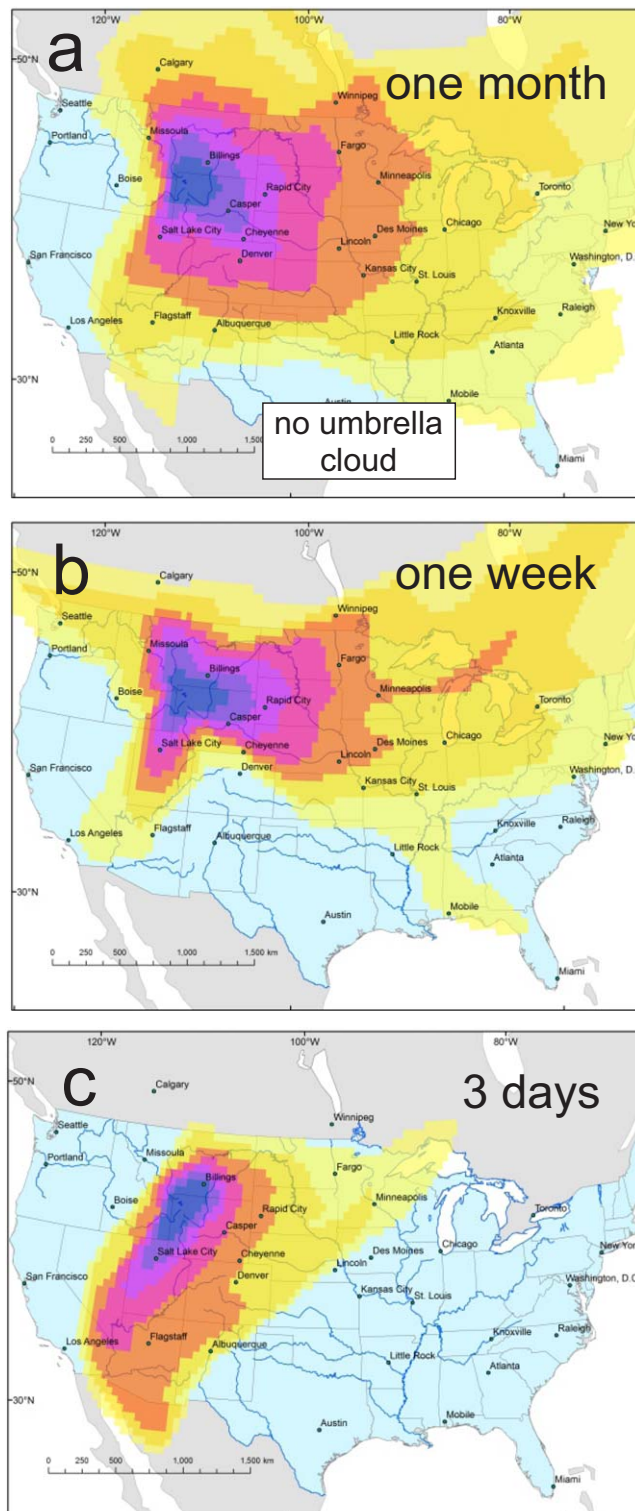 120°W 100°W 80°W
a
one month
50°N
Calgary
Winnipeg
Seattle
Portland
Missoula
Fargo
Billings
Minneapolis
Boise
Rapid City
Toronto
Casper
New Yo
Salt Lake City
Cheyenne
Des Moines
Chicago
San Francisco
Denver
Lincoln
Washington, D.
Kansas City
St. Louis
Los Angeles
Flagstaff
Albuquerque
Knoxville
Raleigh
Little Rock
Atlanta
30°N
Mobile
Austin
0 250 500 1,000 1,500
no umbrella
cloud
Miami
120°W 100°W 80°W
b
one week
50°N
Calgary
Winnipeg
Seattle
Portland
Missoula
Fargo
Billings
Minneapolis
Boise
Rapid City
Toronto
Casper
New Yo
Salt Lake City
Cheyenne
Des Moines
Chicago
San Francisco
Denver
Lincoln
Washington, D.
Kansas City
St. Louis
Los Angeles
Flagstaff
Albuquerque
Knoxville
Raleigh
Little Rock
Atlanta
30°N
Mobile
Austin
0 250 500 1,000 1,500 km
Miami
120°W 100°W 80°W
c
3 days
50°N
Calgary
Winnipeg
Seattle
Portland
Missoula
Fargo
Billings
Minneapolis
Boise
Rapid City
Toronto
Casper
New York
Salt Lake City
Cheyenne
Des Moines
Chicago
San Francisco
Denver
Lincoln
Washington, D.C
Kansas City
St. Louis
Los Angeles
Flagstaff
Albuquerque
Knoxville
Raleigh
Little Rock
Atlanta
30°N
Austin
Mobile
0 250 500 1,000 1,500 km
Miami